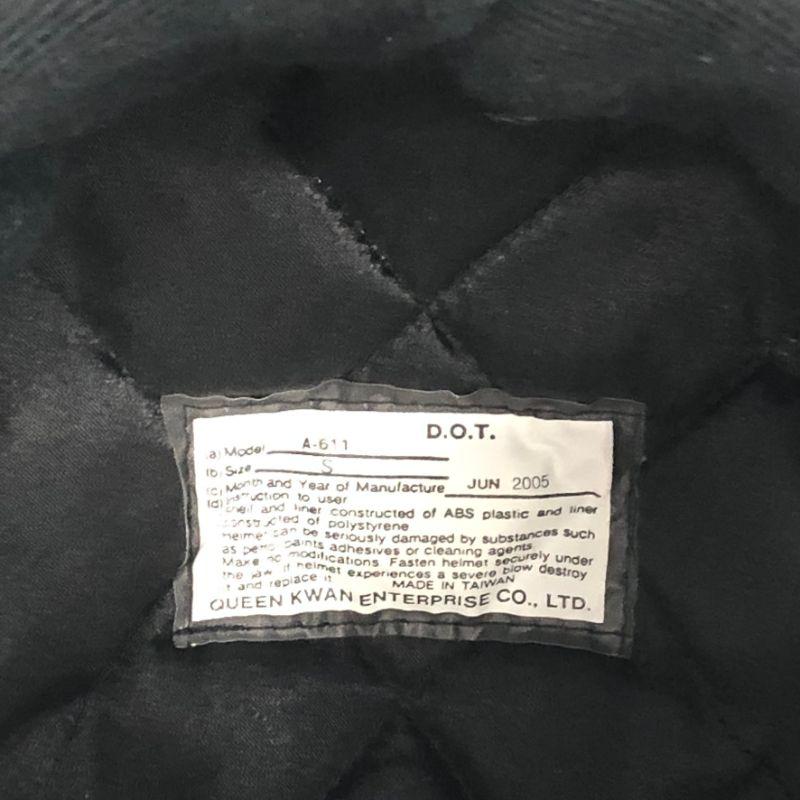 D.O.T.
(a) Model A-611
(b) Size S
(c) Month and Year of Manufacture JUN 2005
(d) Instruction to user
Shell and liner constructed of ABS plastic and liner
constructed of polystyrene
Helmet can be seriously damaged by substances such
as paints adhesives or cleaning agents
Make no modifications. Fasten helmet securely under
the jaw. If helmet experiences a severe blow destroy
it and replace it
MADE IN TAIWAN
QUEEN KWAN ENTERPRISE CO., LTD.